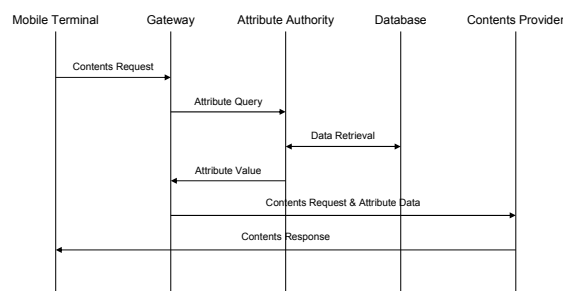 Mobile Terminal Gateway Attribute Authority Database Contents Provider
Contents Request
Attribute Query
Data Retrieval
Attribute Value
Contents Request & Attribute Data
Contents Response